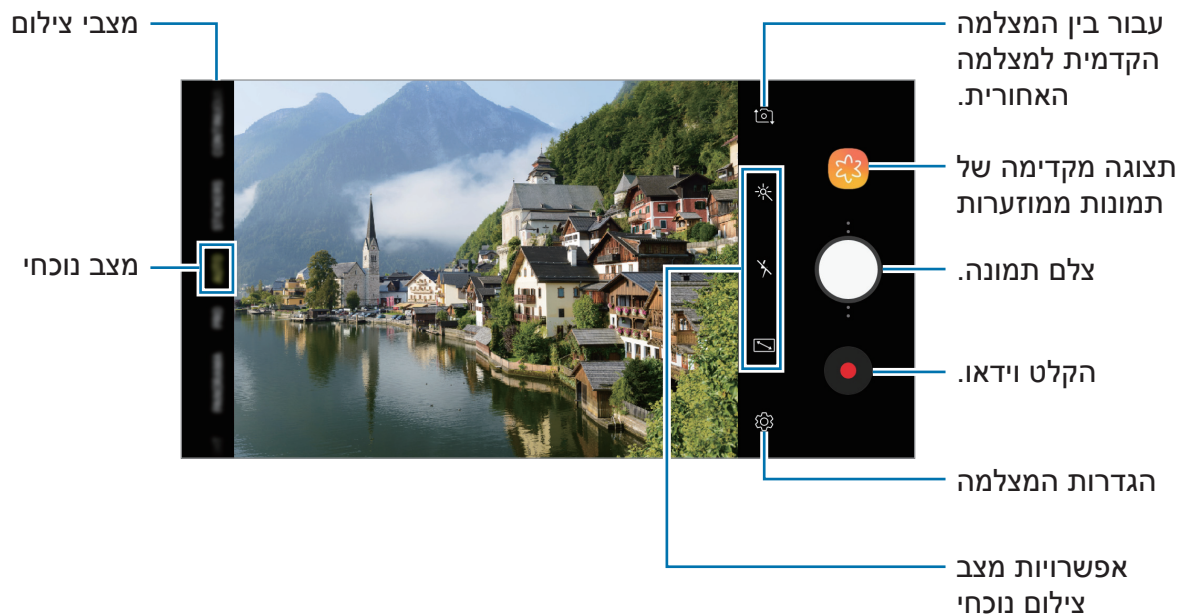 מצבי צילום
מצב נוכחי
עבור בין המצלמה
הקדמית למצלמה
האחורית.
תצוגה מקדימה של
תמונות ממוזערות
צלם תמונה.
הקלט וידאו.
הגדרות המצלמה
אפשרויות מצב
צילום נוכחי